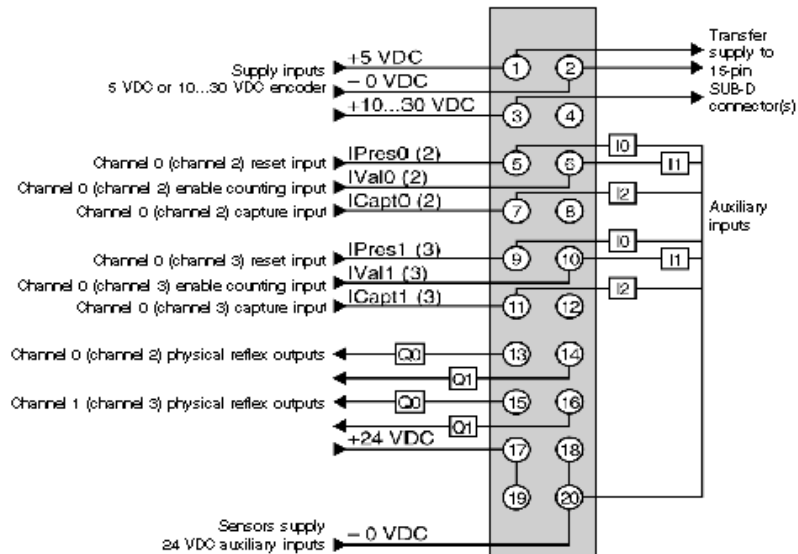 Transfer
supply to
15-pin
SUB-D
connector(s)
+5 VDC
Supply inputs
5 VDC or 10...30 VDC encoder
– 0 VDC
+10...30 VDC
1 2
3 4
Channel 0 (channel 2) reset input
IPres0 (2)
5 6
I0
I1
Channel 0 (channel 2) enable counting input
IVal0 (2)
Channel 0 (channel 2) capture input
ICapt0 (2)
7 8
I2
Auxiliary
inputs
Channel 0 (channel 3) reset input
IPres1 (3)
9 10
I0
I1
Channel 0 (channel 3) enable counting input
IVal1 (3)
Channel 0 (channel 3) capture input
ICapt1 (3)
11 12
I2
Channel 0 (channel 2) physical reflex outputs
Q0
13 14
Q1
Channel 1 (channel 3) physical reflex outputs
Q0
15 16
Q1
+24 VDC
17 18
19 20
Sensors supply
24 VDC auxiliary inputs
– 0 VDC